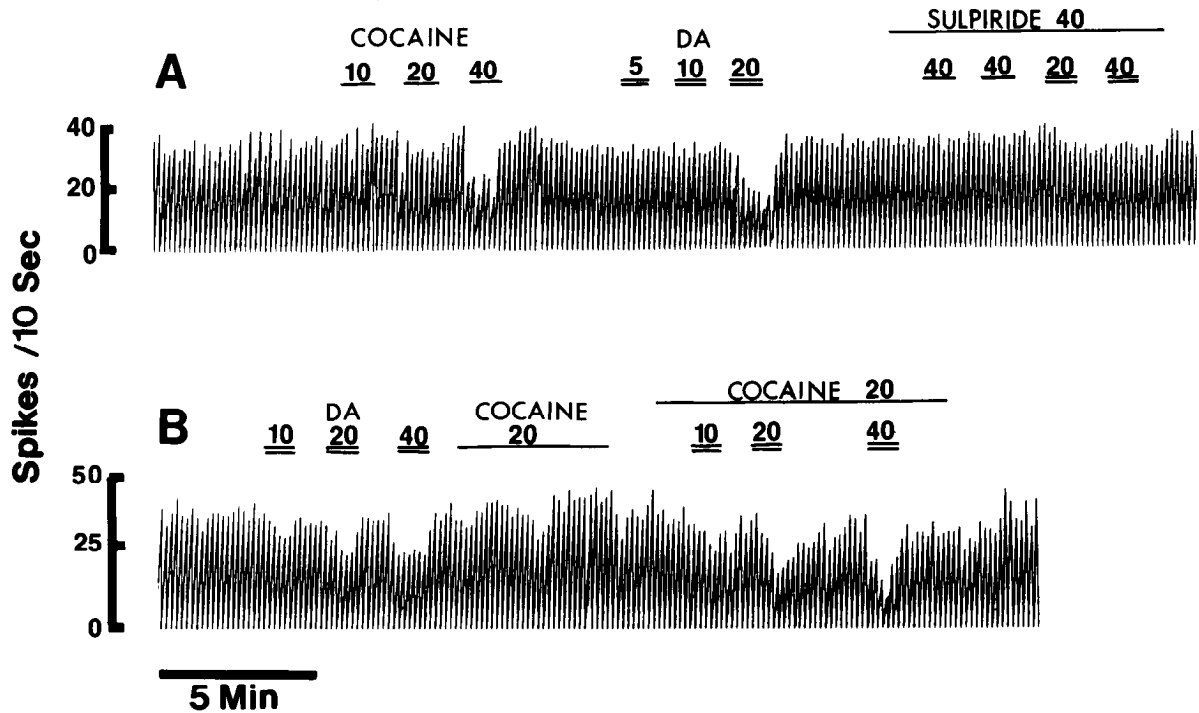 SULPIRIDE 40
COCAINE DA
A 10 20 40 5 10 20 40 40 20 40
40
20
0
Spikes /10 Sec
COCAINE 20
B DA COCAINE
10 20 40 20 10 20 40
50
25
0
5 Min